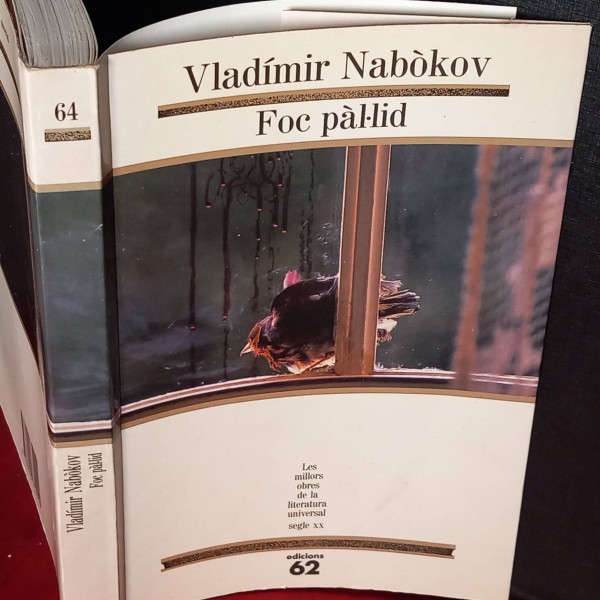 Vladímir Nabòkov
Foc pàl·lid
Les
millors
obres
de la
literatura
universal
segle xx
edicions
62
64
Vladímir Nabòkov
Foc pàl·lid